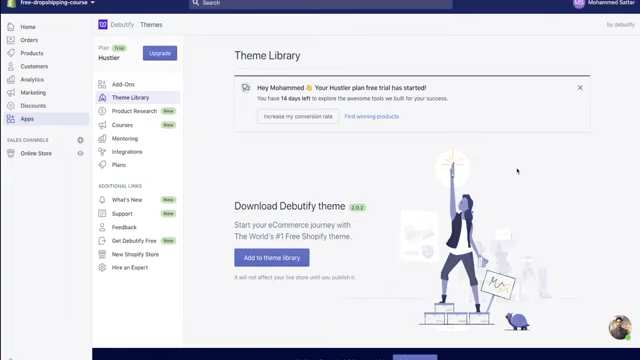 free-dropshipping-course
Search
MS
Mohammed Sattar
Home
Orders
Products
Customers
Analytics
Marketing
Discounts
Apps
SALES CHANNELS
Online Store
Debutify / Themes
by debutify
Plan Trial
Hustler
Upgrade
Add-Ons
Theme Library
Product Research New
Courses New
Mentoring
Integrations
Plans
ADDITIONAL LINKS
What's New New
Support New
Feedback
Get Debutify Free New
New Shopify Store
Hire an Expert
Theme Library
Hey Mohammed 👋 Your Hustler plan free trial has started!
You have 14 days left to explore the awesome tools we built for your success.
Increase my conversion rate
Find winning products
Download Debutify theme 2.0.2
Start your eCommerce journey with
The World's #1 Free Shopify theme.
Add to theme library
It will not affect your live store until you publish it.